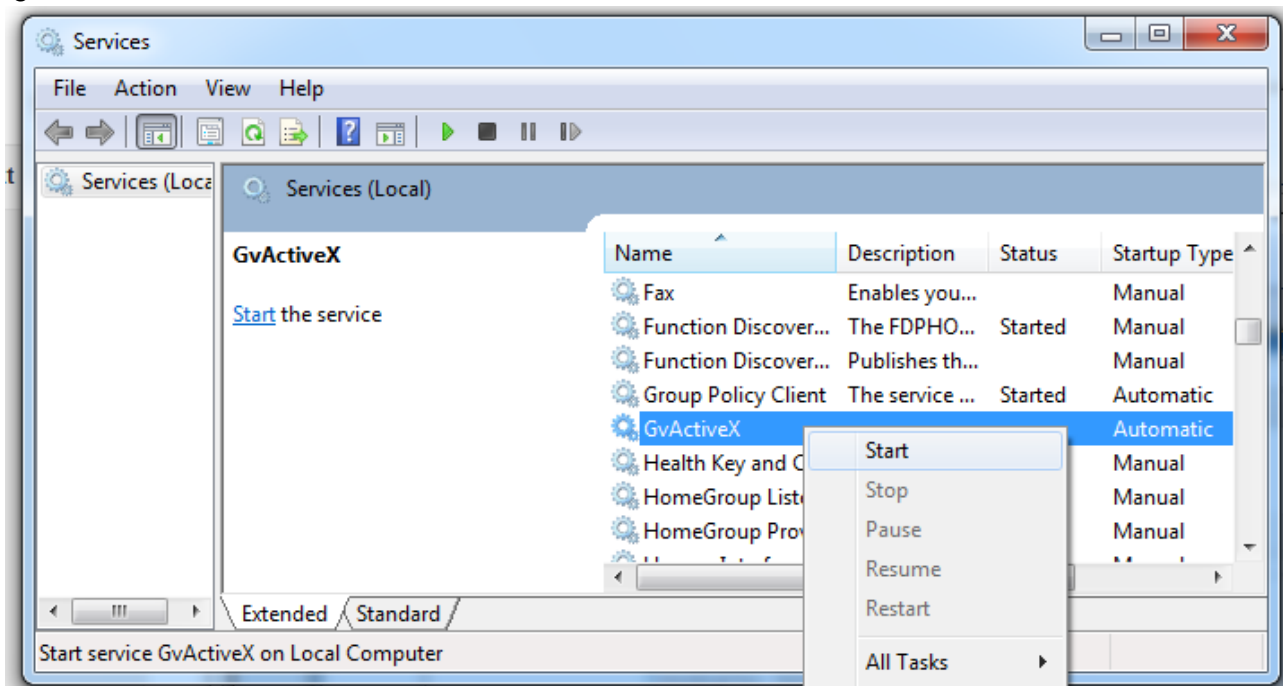 Services
File Action View Help
Services (Loca
Services (Local)
GvActiveX
Start the service
Name Description Status Startup Type
Fax Enables you... Manual
Function Discover... The FDPHO... Started Manual
Function Discover... Publishes th... Manual
Group Policy Client The service ... Started Automatic
GvActiveX Automatic
Health Key and C Manual
HomeGroup List Manual
HomeGroup Prov Manual
Start
Stop
Pause
Resume
Restart
All Tasks
Extended Standard
Start service GvActiveX on Local Computer